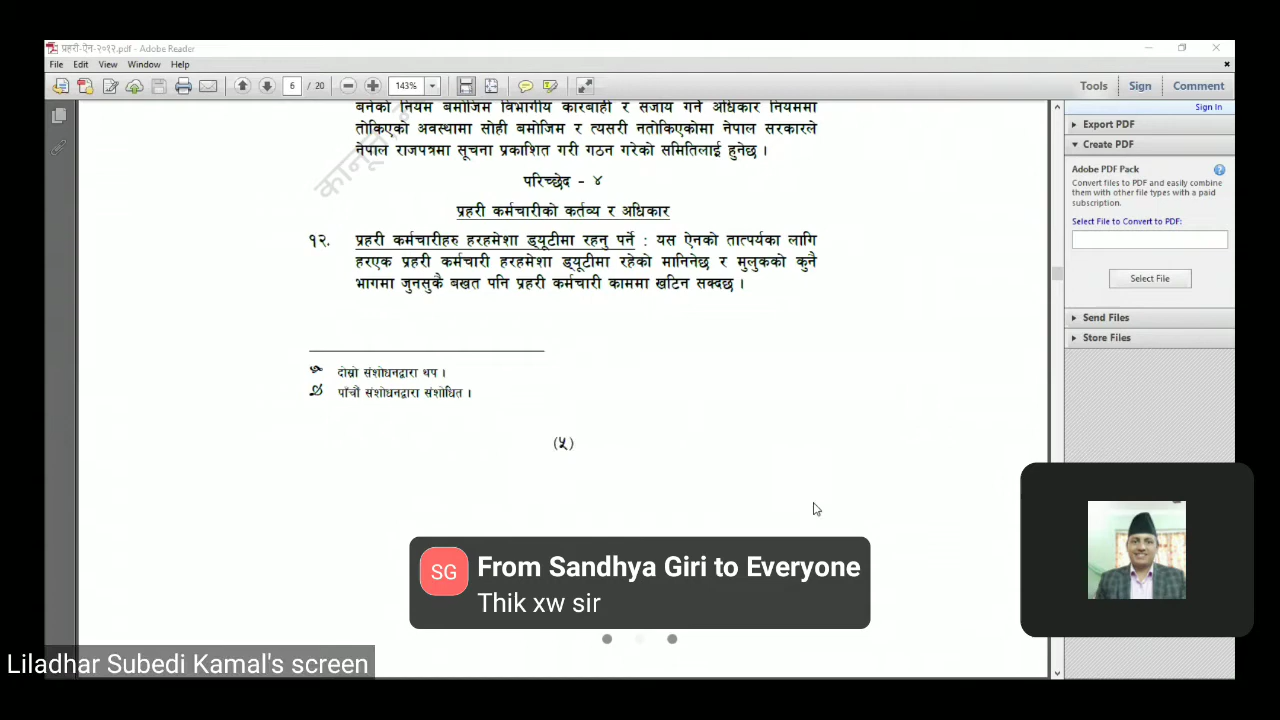 प्रहरी-ऐन-२०१२.pdf - Adobe Reader
File Edit View Window Help
6 / 20 143% Tools Sign Comment
Sign In
बनेको नियम बमोजिम विभागीय कारबाही र सजाय गर्ने अधिकार नियममा
तोकिएको अवस्थामा सोही बमोजिम र त्यसरी नतोकिएकोमा नेपाल सरकारले
नेपाल राजपत्रमा सूचना प्रकाशित गरी गठन गरेको समितिलाई हुनेछ ।
कानून
परिच्छेद - ४
प्रहरी कर्मचारीको कर्तव्य र अधिकार
१२. प्रहरी कर्मचारीहरु हरहमेशा ड्यूटीमा रहनु पर्ने : यस ऐनको तात्पर्यका लागि
हरएक प्रहरी कर्मचारी हरहमेशा ड्यूटीमा रहेको मानिनेछ र मुलुकको कुनै
भागमा जुनसुकै बखत पनि प्रहरी कर्मचारी काममा खटिन सक्दछ ।
दोस्रो संशोधनद्वारा थप ।
पाँचौं संशोधनद्वारा संशोधित ।
(५)
Export PDF
Create PDF
Adobe PDF Pack
Convert files to PDF and easily combine
them with other file types with a paid
subscription.
Select File to Convert to PDF:
Select File
Send Files
Store Files
SG From Sandhya Giri to Everyone
Thik xw sir
Liladhar Subedi Kamal's screen